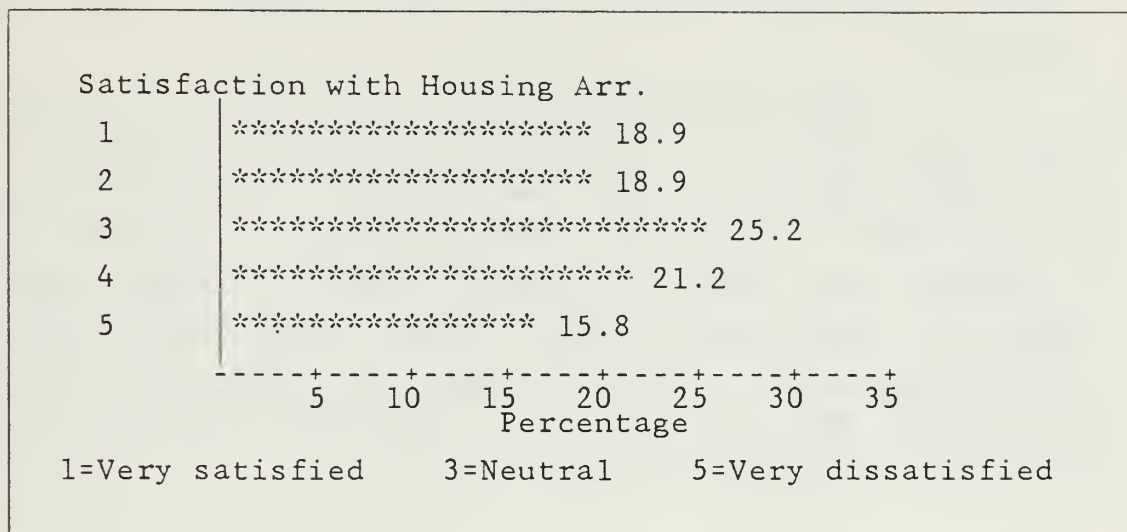 Satisfaction with Housing Arr.
1 ******************* 18.9
2 ******************* 18.9
3 ************************* 25.2
4 ********************* 21.2
5 **************** 15.8
-----+----+----+----+----+----+----+
5 10 15 20 25 30 35
Percentage
1=Very satisfied 3=Neutral 5=Very dissatisfied